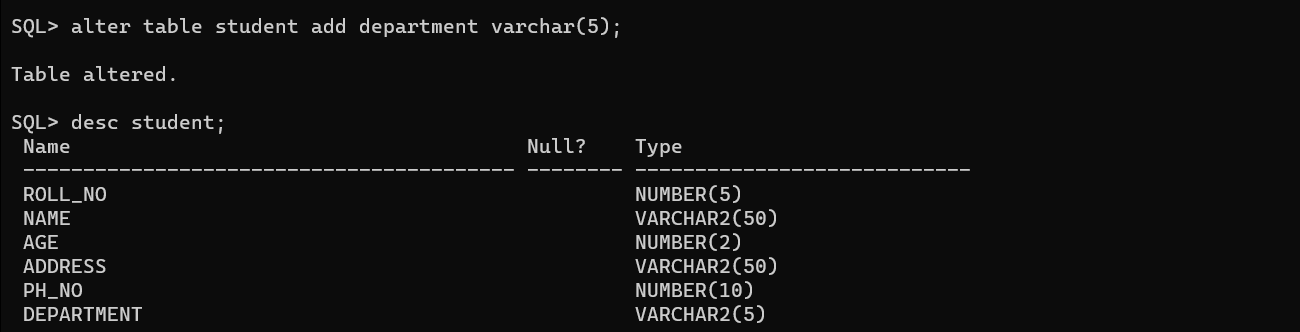 SQL> alter table student add department varchar(5);
Table altered.
SQL> desc student;
Name Null? Type
----------------------------------------- -------- ----------------------------
ROLL_NO NUMBER(5)
NAME VARCHAR2(50)
AGE NUMBER(2)
ADDRESS VARCHAR2(50)
PH_NO NUMBER(10)
DEPARTMENT VARCHAR2(5)